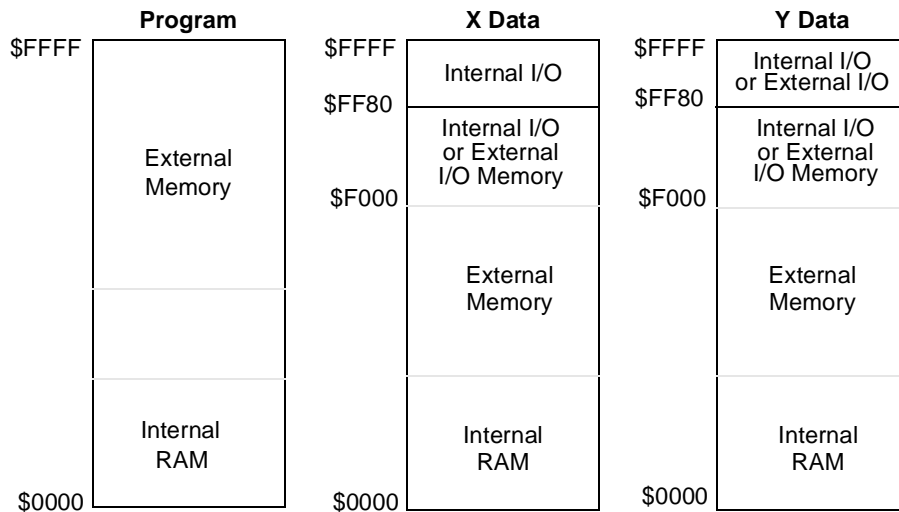 Program
$FFFF
External
Memory
Internal
RAM
$0000
X Data
$FFFF
Internal I/O
$FF80
Internal I/O
or External
I/O Memory
$F000
External
Memory
Internal
RAM
$0000
Y Data
$FFFF
Internal I/O
or External I/O
$FF80
Internal I/O
or External
I/O Memory
$F000
External
Memory
Internal
RAM
$0000